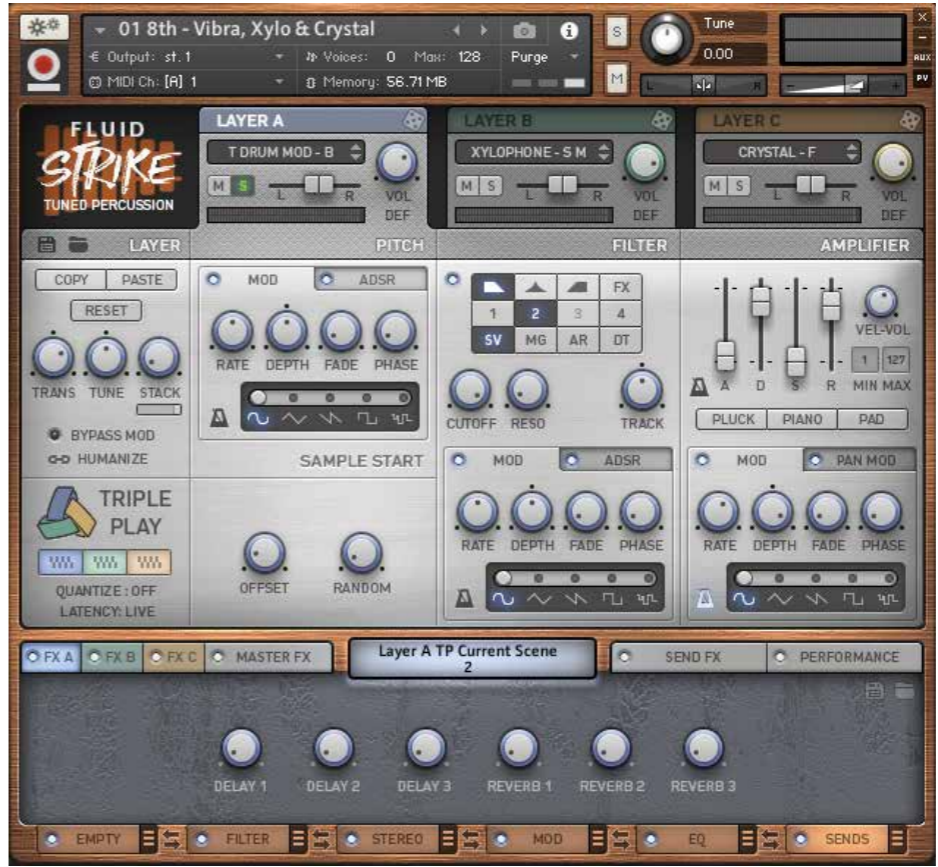 01 8th - Vibra, Xylo & Crystal
Output: st. 1
Voices: 0 Max: 128 Purge
MIDI Ch: [A] 1
Memory: 56.71 MB
S
M
Tune
0.00
L R
- +
×
-
AUX
PV
FLUID
STRIKE
TUNED PERCUSSION
LAYER A
T DRUM MOD - B
M S L R
VOL
DEF
LAYER B
XYLOPHONE - S M
M S L R
VOL
DEF
LAYER C
CRYSTAL - F
M S L R
VOL
DEF
LAYER
COPY PASTE
RESET
TRANS TUNE STACK
BYPASS MOD
HUMANIZE
PITCH
MOD ADSR
RATE DEPTH FADE PHASE
FILTER
FX
1 2 3 4
SV MG AR DT
CUTOFF RESO TRACK
MOD ADSR
RATE DEPTH FADE PHASE
AMPLIFIER
VEL-VOL
1 127
A D S R MIN MAX
PLUCK PIANO PAD
MOD PAN MOD
RATE DEPTH FADE PHASE
TRIPLE
PLAY
QUANTIZE : OFF
LATENCY: LIVE
SAMPLE START
OFFSET RANDOM
FX A FX B FX C MASTER FX
Layer A TP Current Scene
2
SEND FX PERFORMANCE
DELAY 1 DELAY 2 DELAY 3 REVERB 1 REVERB 2 REVERB 3
EMPTY FILTER STEREO MOD EQ SENDS